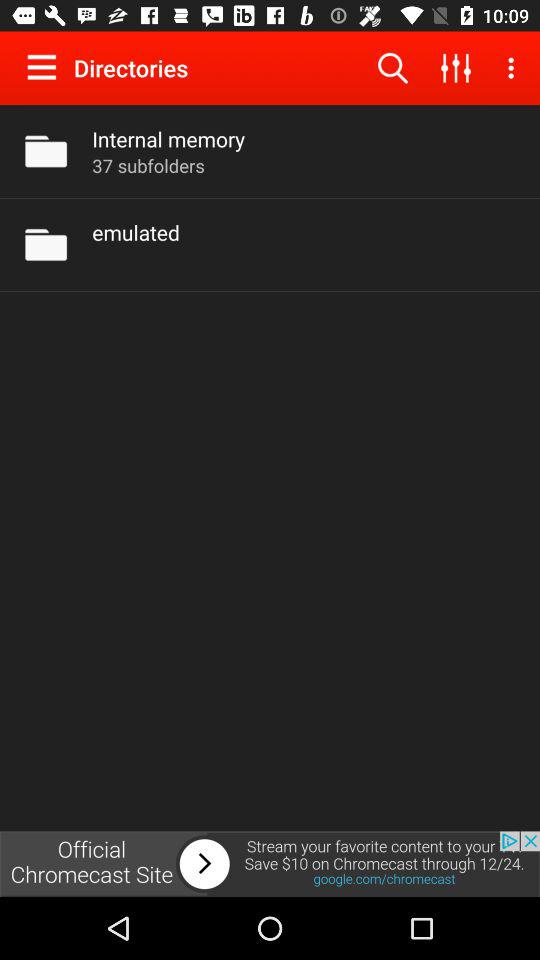 10:09
Directories
Internal memory
37 subfolders
emulated
Official
Chromecast Site
Stream your favorite content to your
Save $10 on Chromecast through 12/24.
google.com/chromecast